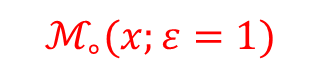 ℳ∘(x; ε = 1)